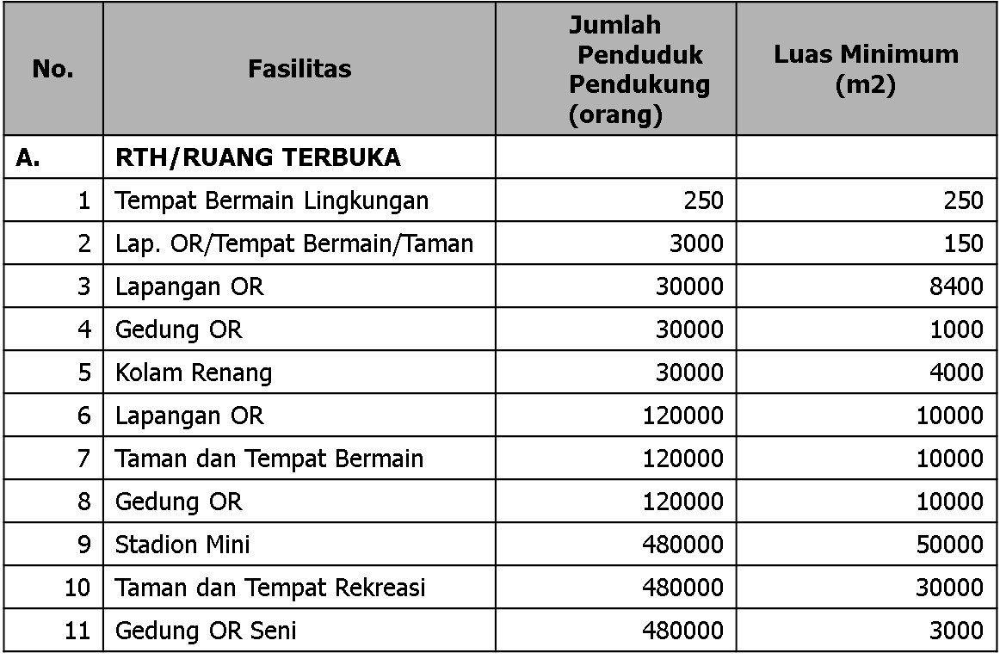 No. Fasilitas Jumlah Penduduk Pendukung (orang) Luas Minimum (m2)
A. RTH/RUANG TERBUKA
1 Tempat Bermain Lingkungan 250 250
2 Lap. OR/Tempat Bermain/Taman 3000 150
3 Lapangan OR 30000 8400
4 Gedung OR 30000 1000
5 Kolam Renang 30000 4000
6 Lapangan OR 120000 10000
7 Taman dan Tempat Bermain 120000 10000
8 Gedung OR 120000 10000
9 Stadion Mini 480000 50000
10 Taman dan Tempat Rekreasi 480000 30000
11 Gedung OR Seni 480000 3000